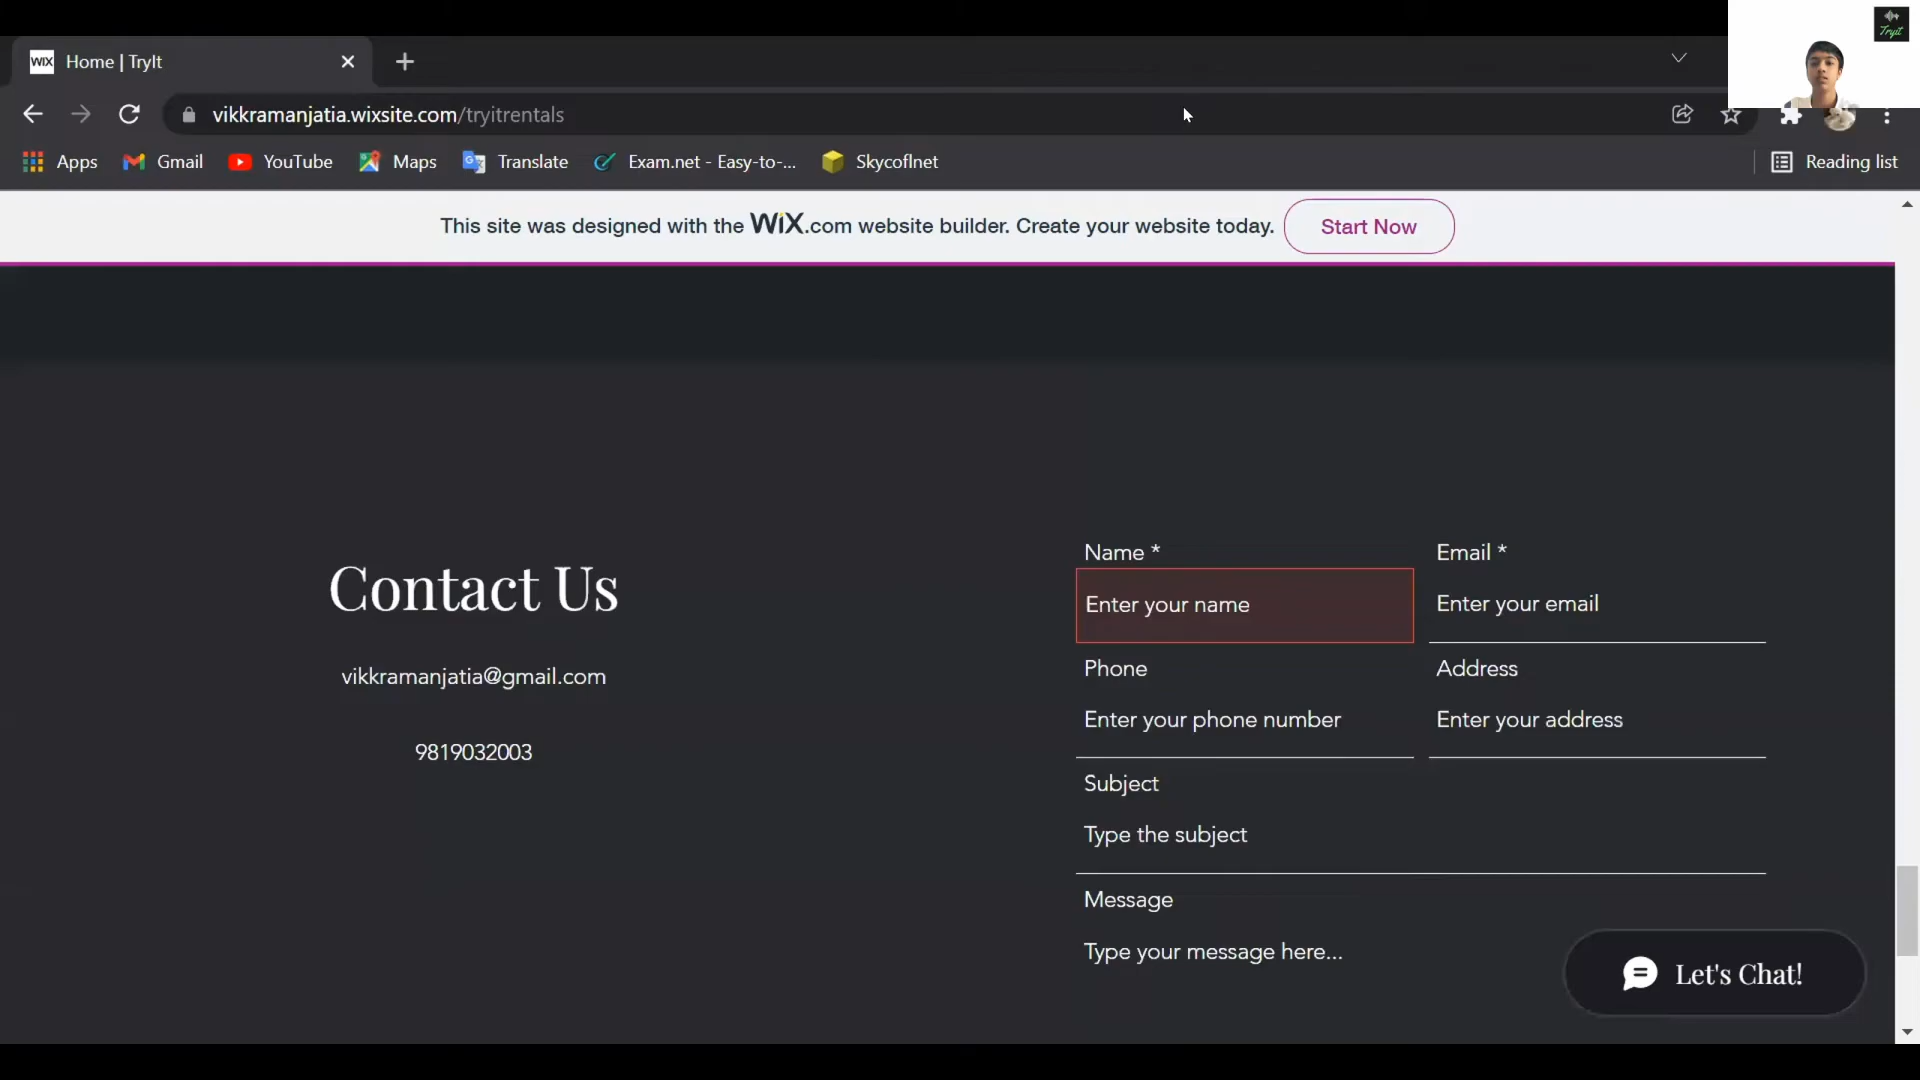 Tryit
WiX Home | TryIt
vikkramanjatia.wixsite.com/tryitrentals
Apps Gmail YouTube Maps Translate Exam.net - Easy-to-... Skycoflnet Reading list
This site was designed with the WiX.com website builder. Create your website today. Start Now
Contact Us
vikkramanjatia@gmail.com
9819032003
Name * Email *
Enter your name Enter your email
Phone Address
Enter your phone number Enter your address
Subject
Type the subject
Message
Type your message here...
Let's Chat!